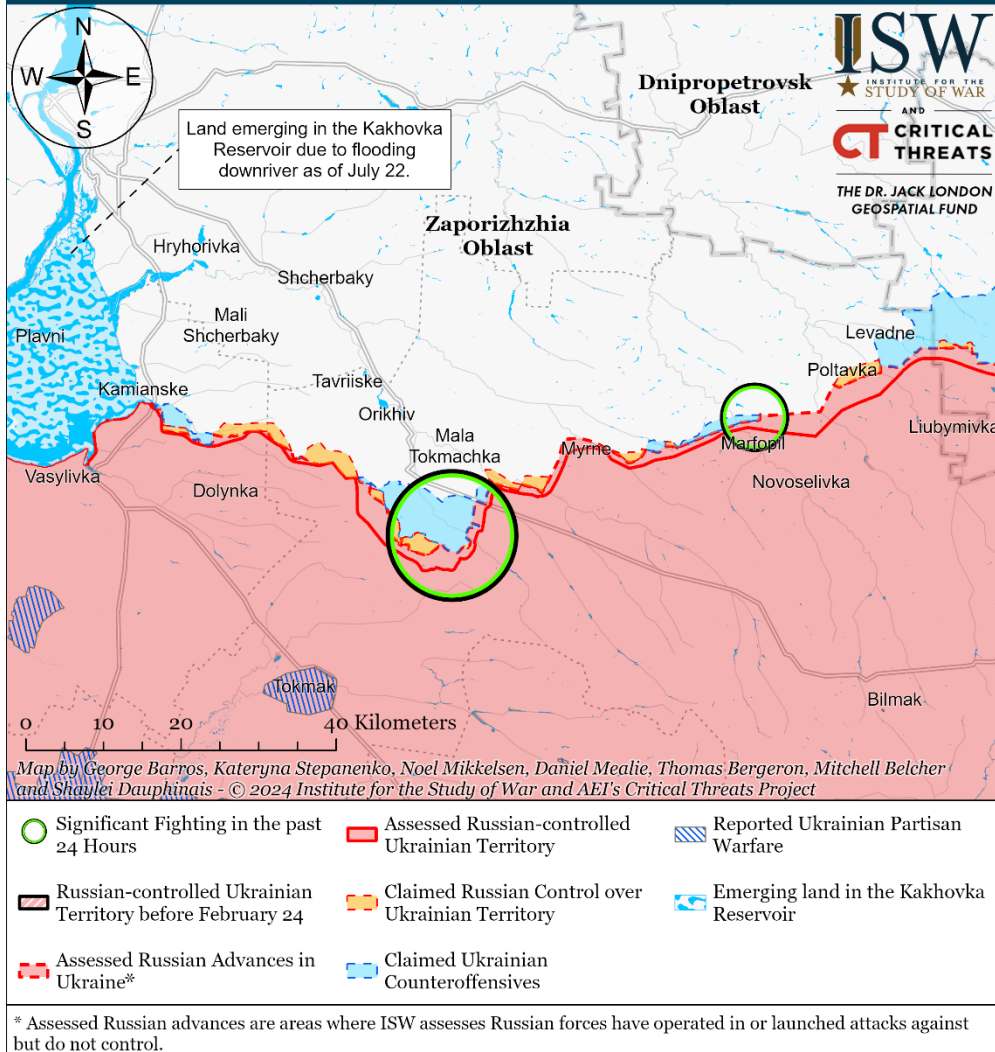 N
W
E
S
ISW
INSTITUTE FOR THE
STUDY OF WAR
AND
CT CRITICAL
THREATS
THE DR. JACK LONDON
GEOSPATIAL FUND
Dnipropetrovsk
Oblast
Land emerging in the Kakhovka
Reservoir due to flooding
downriver as of July 22.
Zaporizhzhia
Oblast
Hryhorivka
Shcherbaky
Mali
Shcherbaky
Plavni
Levadne
Poltavka
Kamianske
Tavriiske
Orikhiv
Mala
Tokmachka
Myrne
Marfopil
Liubymivka
Vasylivka
Dolynka
Novoselivka
Tokmak
Bilmak
0 10 20 40 Kilometers
Map by George Barros, Kateryna Stepanenko, Noel Mikkelsen, Daniel Mealie, Thomas Bergeron, Mitchell Belcher
and Shaylei Dauphinais - © 2024 Institute for the Study of War and AEI's Critical Threats Project
Significant Fighting in the past
24 Hours
Assessed Russian-controlled
Ukrainian Territory
Reported Ukrainian Partisan
Warfare
Russian-controlled Ukrainian
Territory before February 24
Claimed Russian Control over
Ukrainian Territory
Emerging land in the Kakhovka
Reservoir
Assessed Russian Advances in
Ukraine*
Claimed Ukrainian
Counteroffensives
* Assessed Russian advances are areas where ISW assesses Russian forces have operated in or launched attacks against
but do not control.